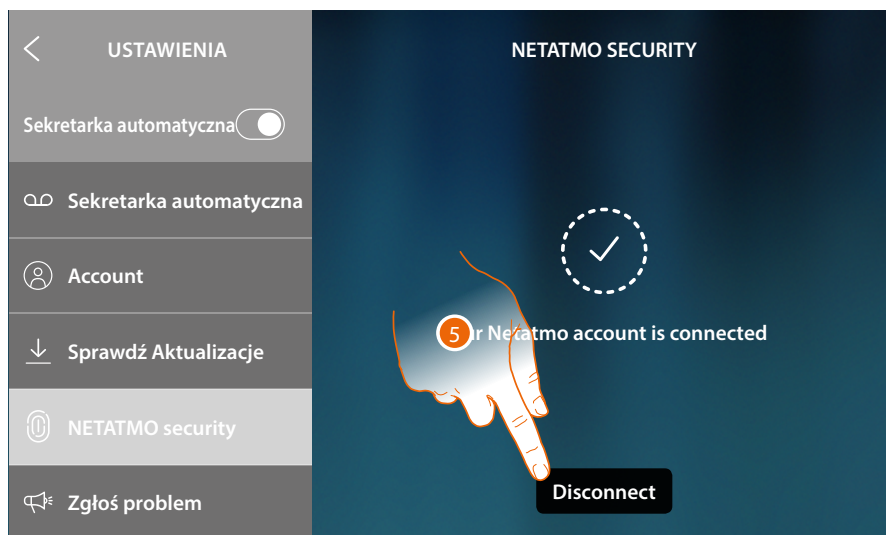 USTAWIENIA
Sekretarka automatyczna
Sekretarka automatyczna
Account
Sprawdź Aktualizacje
NETATMO security
Zgłoś problem
NETATMO SECURITY
5
r Netatmo account is connected
Disconnect